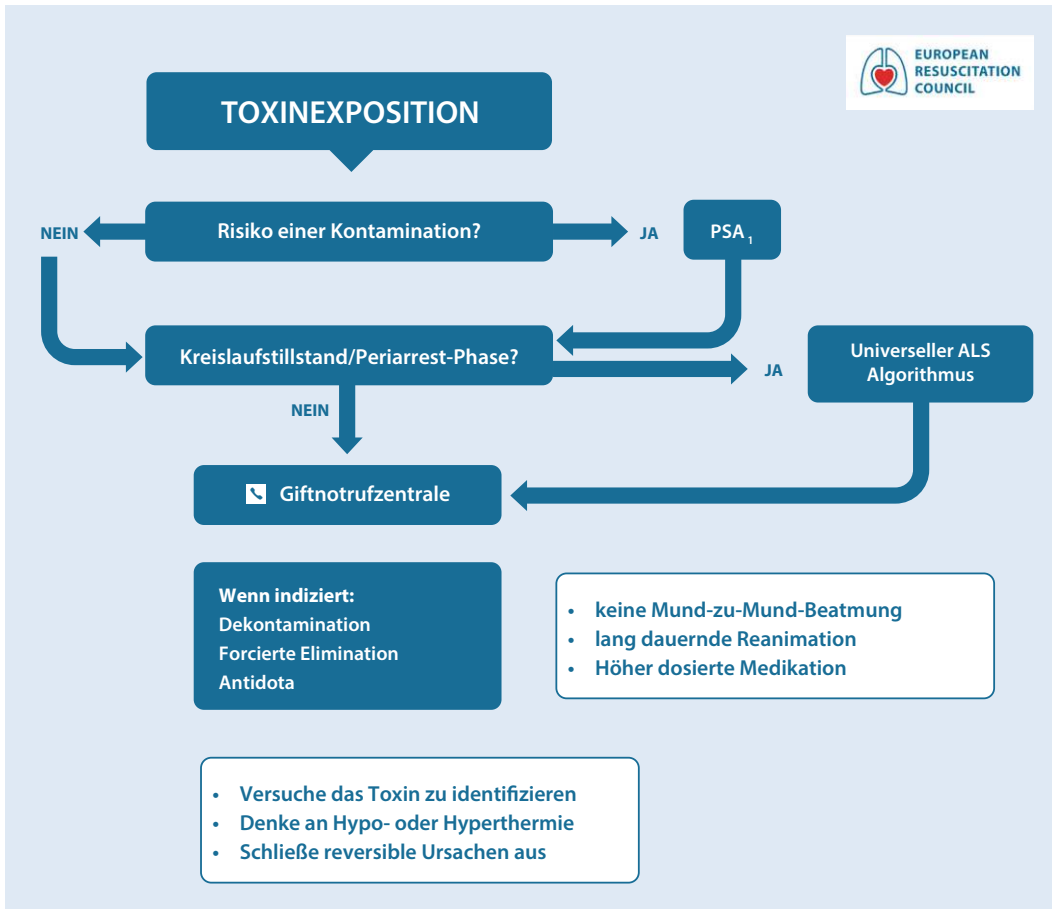 EUROPEAN
RESUSCITATION
COUNCIL
TOXINEXPOSITION
NEIN
Risiko einer Kontamination?
JA
PSA 1
Kreislaufstillstand/Periarrest-Phase?
JA
Universeller ALS
Algorithmus
NEIN
Giftnotrufzentrale
Wenn indiziert:
Dekontamination
Forcierte Elimination
Antidota
• keine Mund-zu-Mund-Beatmung
• lang dauernde Reanimation
• Höher dosierte Medikation
• Versuche das Toxin zu identifizieren
• Denke an Hypo- oder Hyperthermie
• Schließe reversible Ursachen aus